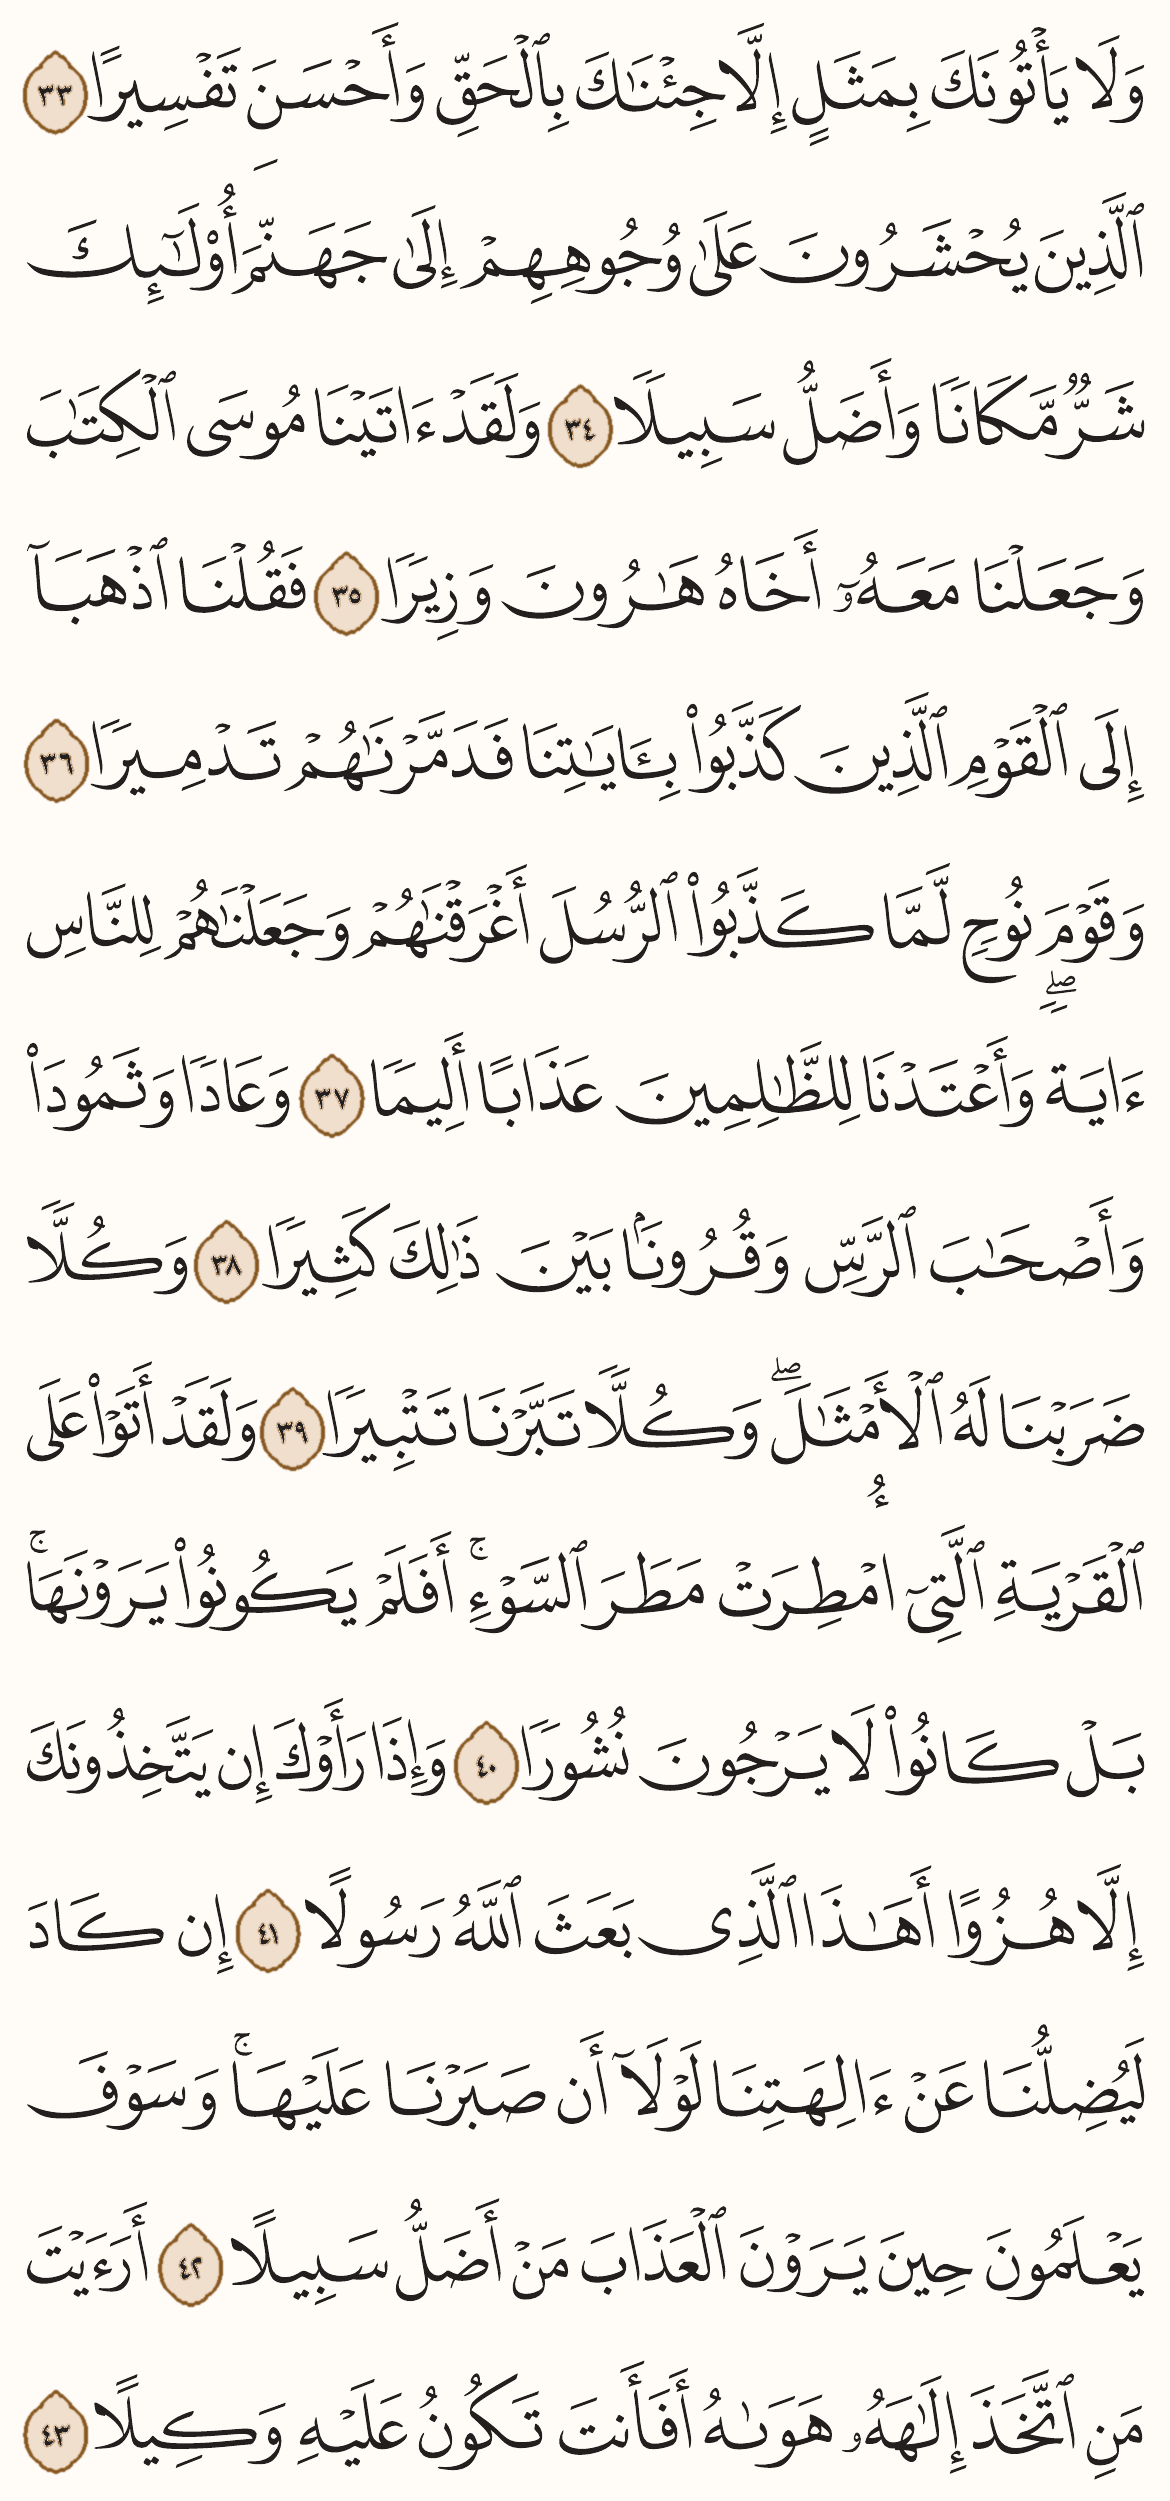 وَلَا يَأْتُونَكَ بِمَثَلٍ إِلَّا جِئْنَٰكَ بِٱلْحَقِّ وَأَحْسَنَ تَفْسِيرًا ٣٣
ٱلَّذِينَ يُحْشَرُونَ عَلَىٰ وُجُوهِهِمْ إِلَىٰ جَهَنَّمَ أُو۟لَٰٓئِكَ
شَرٌّ مَّكَانًا وَأَضَلُّ سَبِيلًا ٣٤ وَلَقَدْ ءَاتَيْنَا مُوسَى ٱلْكِتَٰبَ
وَجَعَلْنَا مَعَهُۥٓ أَخَاهُ هَٰرُونَ وَزِيرًا ٣٥ فَقُلْنَا ٱذْهَبَآ
إِلَى ٱلْقَوْمِ ٱلَّذِينَ كَذَّبُوا۟ بِـَٔايَٰتِنَا فَدَمَّرْنَٰهُمْ تَدْمِيرًا ٣٦
وَقَوْمَ نُوحٍ لَّمَّا كَذَّبُوا۟ ٱلرُّسُلَ أَغْرَقْنَٰهُمْ وَجَعَلْنَٰهُمْ لِلنَّاسِ
ءَايَةً ۖ وَأَعْتَدْنَا لِلظَّٰلِمِينَ عَذَابًا أَلِيمًا ٣٧ وَعَادًا وَثَمُودَا۟
وَأَصْحَٰبَ ٱلرَّسِّ وَقُرُونًۢا بَيْنَ ذَٰلِكَ كَثِيرًا ٣٨ وَكُلًّا
ضَرَبْنَا لَهُ ٱلْأَمْثَٰلَ ۖ وَكُلًّا تَبَّرْنَا تَتْبِيرًا ٣٩ وَلَقَدْ أَتَوْا۟ عَلَى
ٱلْقَرْيَةِ ٱلَّتِىٓ أُمْطِرَتْ مَطَرَ ٱلسَّوْءِ ۚ أَفَلَمْ يَكُونُوا۟ يَرَوْنَهَا ۚ
بَلْ كَانُوا۟ لَا يَرْجُونَ نُشُورًا ٤٠ وَإِذَا رَأَوْكَ إِن يَتَّخِذُونَكَ
إِلَّا هُزُوًا أَهَٰذَا ٱلَّذِى بَعَثَ ٱللَّهُ رَسُولًا ٤١ إِن كَادَ
لَيُضِلُّنَا عَنْ ءَالِهَتِنَا لَوْلَآ أَن صَبَرْنَا عَلَيْهَا ۚ وَسَوْفَ
يَعْلَمُونَ حِينَ يَرَوْنَ ٱلْعَذَابَ مَنْ أَضَلُّ سَبِيلًا ٤٢ أَرَءَيْتَ
مَنِ ٱتَّخَذَ إِلَٰهَهُۥ هَوَىٰهُ أَفَأَنتَ تَكُونُ عَلَيْهِ وَكِيلًا ٤٣